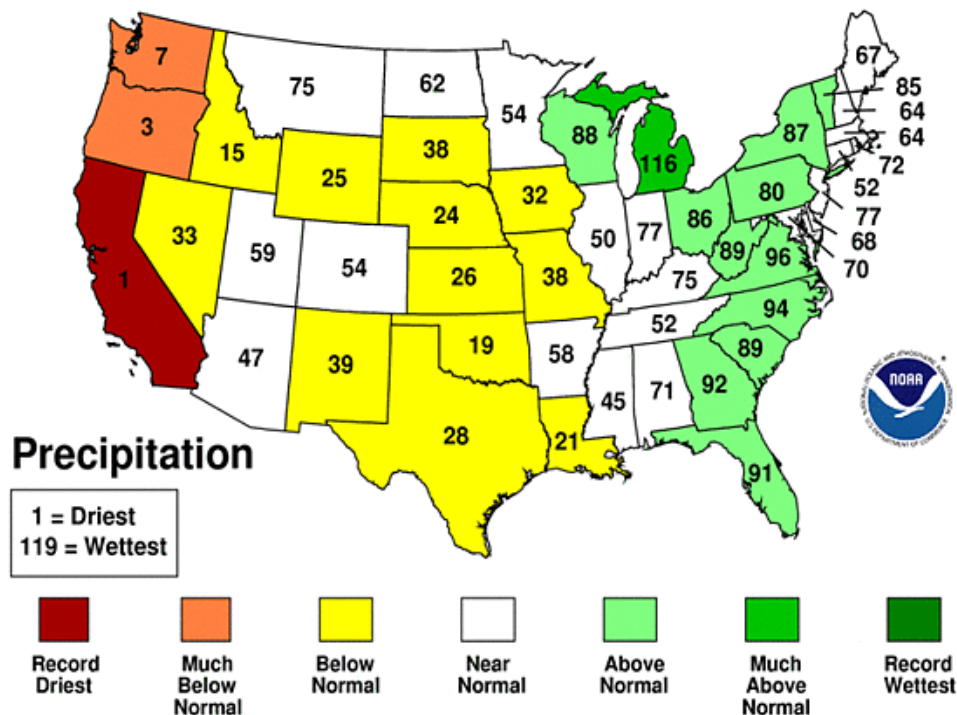 7
75
62
54
67
3
15
38
88
116
87
85
64
64
72
25
32
80
52
24
86
77
33
59
54
26
38
50
77
89
96
68
75
70
1
47
39
19
58
52
94
89
45
71
92
28
21
91
NOAA
Precipitation
1 = Driest
119 = Wettest
Record
Driest
Much
Below
Normal
Below
Normal
Near
Normal
Above
Normal
Much
Above
Normal
Record
Wettest